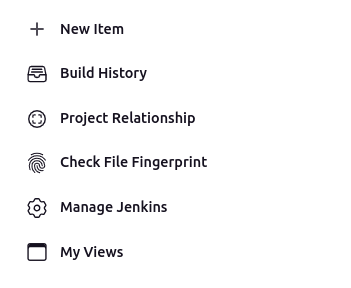 New Item
Build History
Project Relationship
Check File Fingerprint
Manage Jenkins
My Views